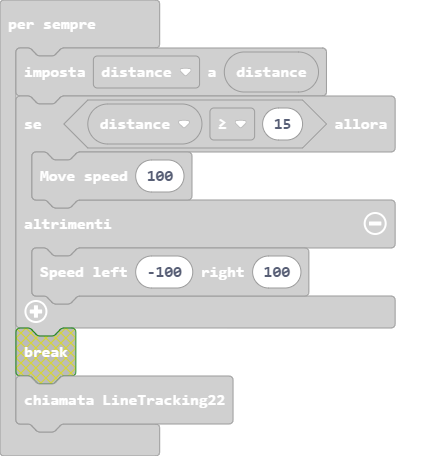 per sempre
imposta distance a distance
se distance ≥ 15 allora
Move speed 100
altrimenti
Speed left -100 right 100
break
chiamata LineTracking22